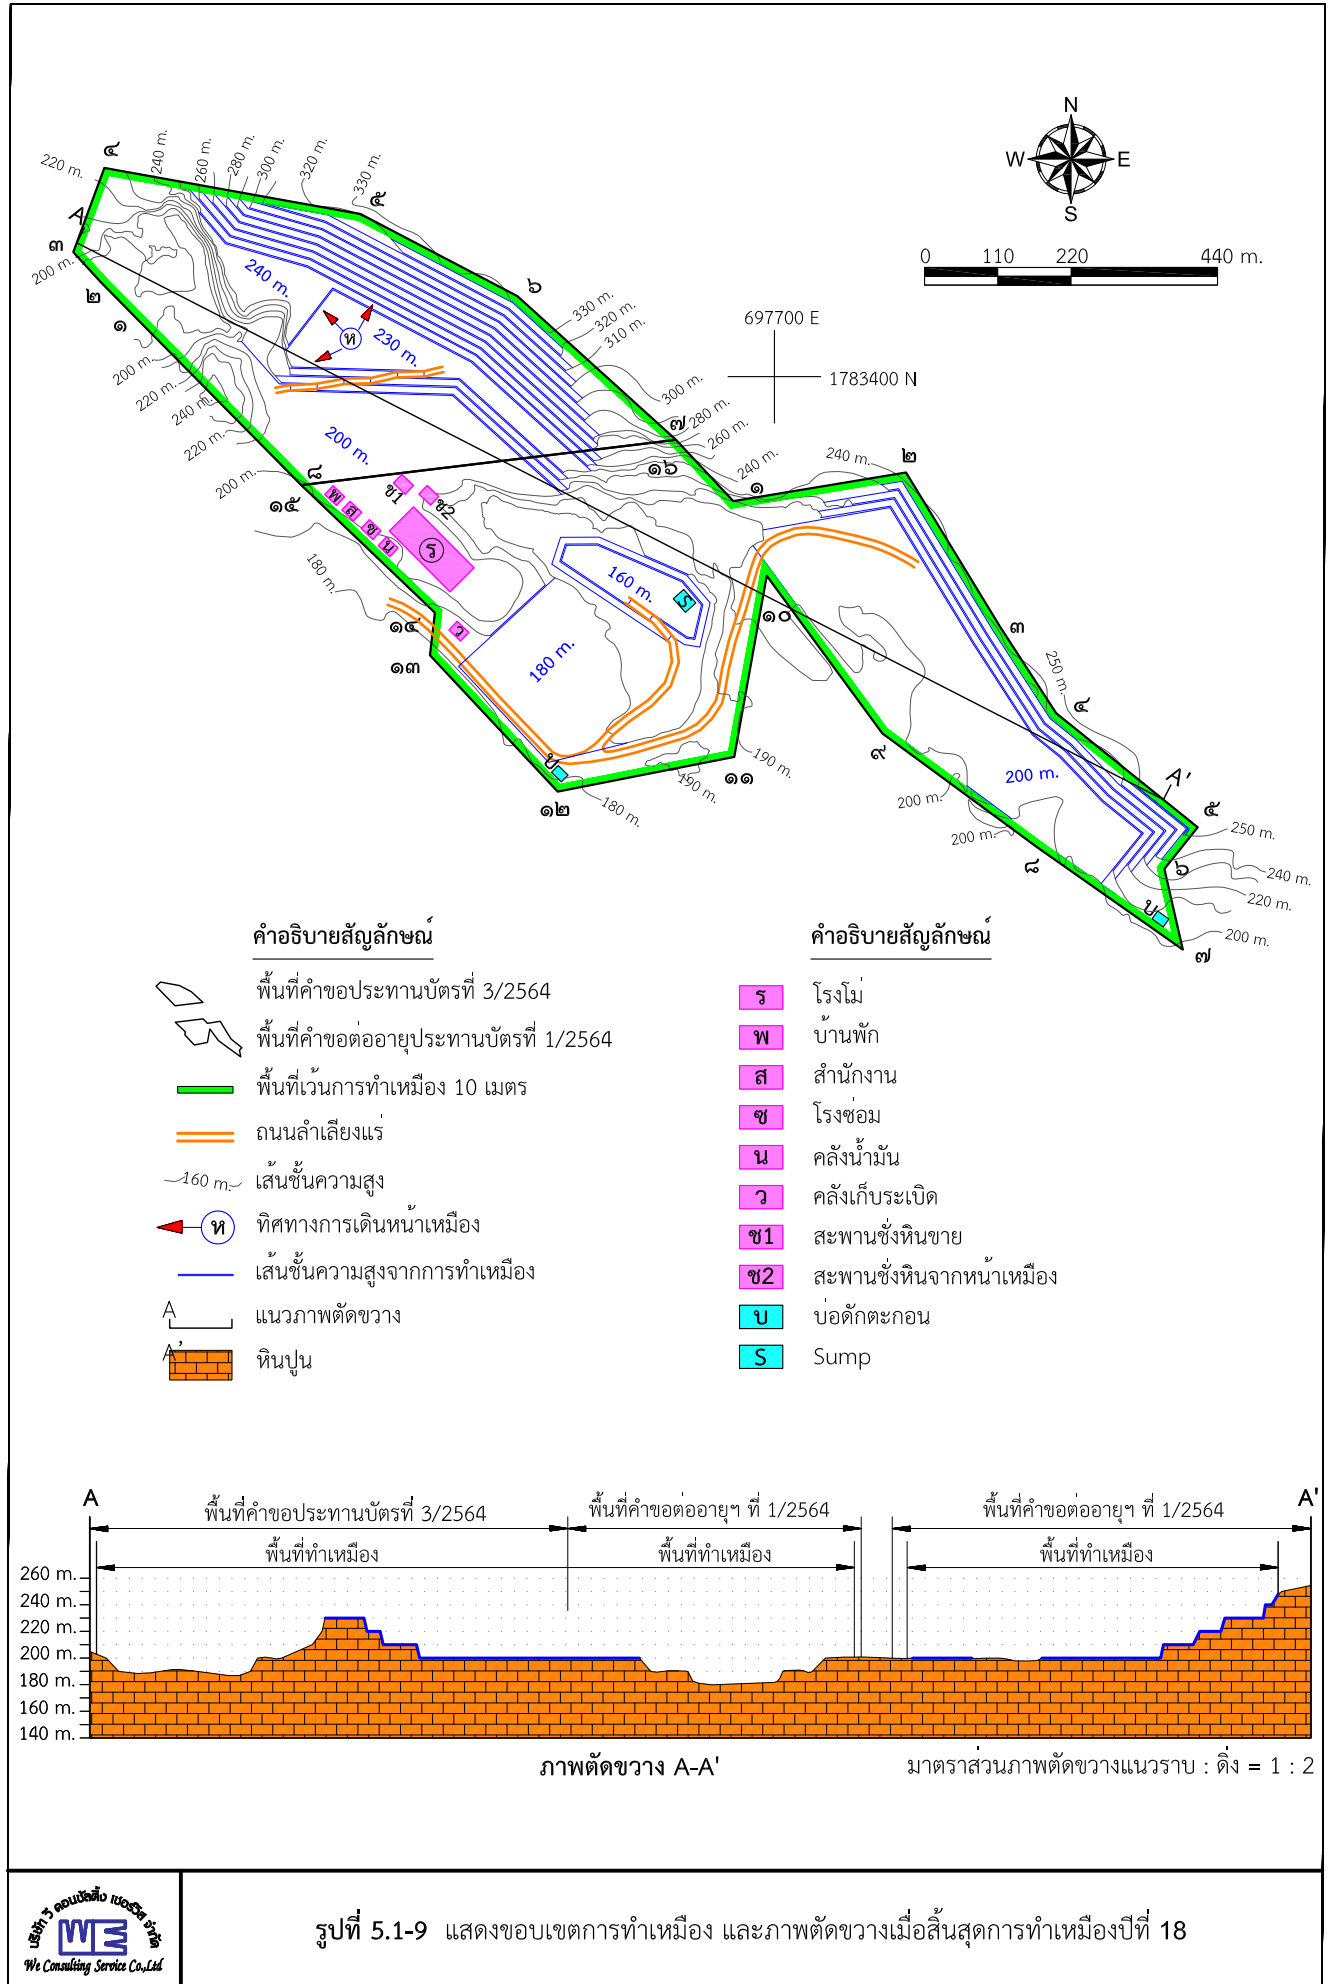 N
W E
S
0 110 220 440 m.
697700 E
1783400 N
220 m.
๔
240 m.
260 m.
280 m.
300 m.
320 m.
330 m.
๕
A
๓
200 m.
๒
๑
240 m.
ห
230 m.
๖
330 m.
320 m.
310 m.
200 m.
220 m.
240 m.
220 m.
200 m.
300 m.
๗
280 m.
260 m.
๑๖
240 m.
๑
240 m.
๒
200 m.
๘
๑๕
พ
ส
ซ
น
ช1
ช2
ร
180 m.
๑๔
๑๓
ว
160 m.
S
180 m.
๑๐
๓
250 m.
๔
บ
๑๒
180 m.
190 m.
190 m.
๑๑
๙
200 m.
200 m.
200 m.
๘
A'
๕
250 m.
๖
240 m.
220 m.
200 m.
บ
๗
คำอธิบายสัญลักษณ์
พื้นที่คำขอประทานบัตรที่ 3/2564
พื้นที่คำขอต่ออายุประทานบัตรที่ 1/2564
พื้นที่เว้นการทำเหมือง 10 เมตร
ถนนลำเลียงแร่
160 m. เส้นชั้นความสูง
ห ทิศทางการเดินหน้าเหมือง
เส้นชั้นความสูงจากการทำเหมือง
A
แนวภาพตัดขวาง
A'
หินปูน
คำอธิบายสัญลักษณ์
ร โรงโม่
พ บ้านพัก
ส สำนักงาน
ซ โรงซ่อม
น คลังน้ำมัน
ว คลังเก็บระเบิด
ช1 สะพานชั่งหินขาย
ช2 สะพานชั่งหินจากหน้าเหมือง
บ บ่อดักตะกอน
S Sump
A A'
พื้นที่คำขอประทานบัตรที่ 3/2564 พื้นที่คำขอต่ออายุฯ ที่ 1/2564 พื้นที่คำขอต่ออายุฯ ที่ 1/2564
พื้นที่ทำเหมือง พื้นที่ทำเหมือง พื้นที่ทำเหมือง
260 m.
240 m.
220 m.
200 m.
180 m.
160 m.
140 m.
ภาพตัดขวาง A-A' มาตราส่วนภาพตัดขวางแนวราบ : ดิ่ง = 1 : 2
บริษัท วี คอนซัลติ้ง เซอร์วิส จำกัด
WE
We Consulting Service Co.,Ltd
รูปที่ 5.1-9 แสดงขอบเขตการทำเหมือง และภาพตัดขวางเมื่อสิ้นสุดการทำเหมืองปีที่ 18